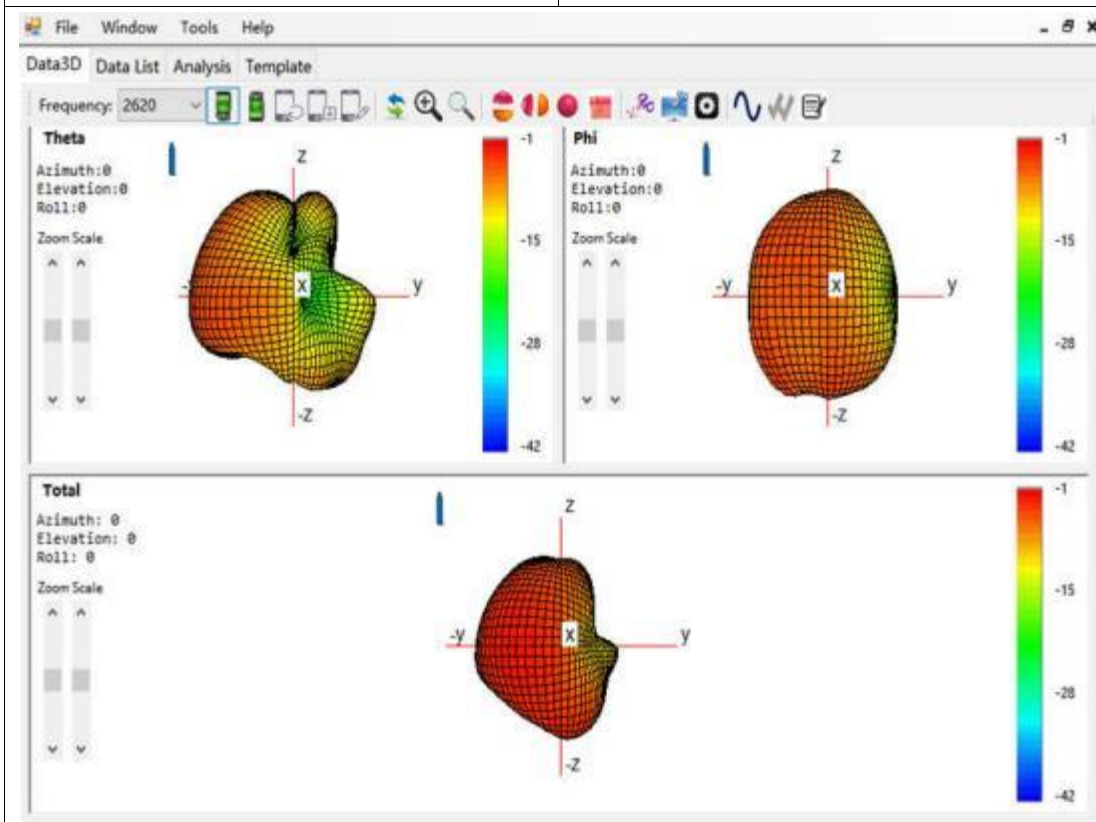 File Window Tools Help
Data3D Data List Analysis Template
Frequency: 2620
Theta
Azimuth:0
Elevation:0
Roll:0
Zoom Scale
z
y
x
-z
-1
-15
-28
-42
Phi
Azimuth:0
Elevation:0
Roll:0
Zoom Scale
z
-y
x
y
-z
-1
-15
-28
-42
Total
Azimuth: 0
Elevation: 0
Roll: 0
Zoom Scale
z
-y
x
y
-z
-1
-15
-28
-42